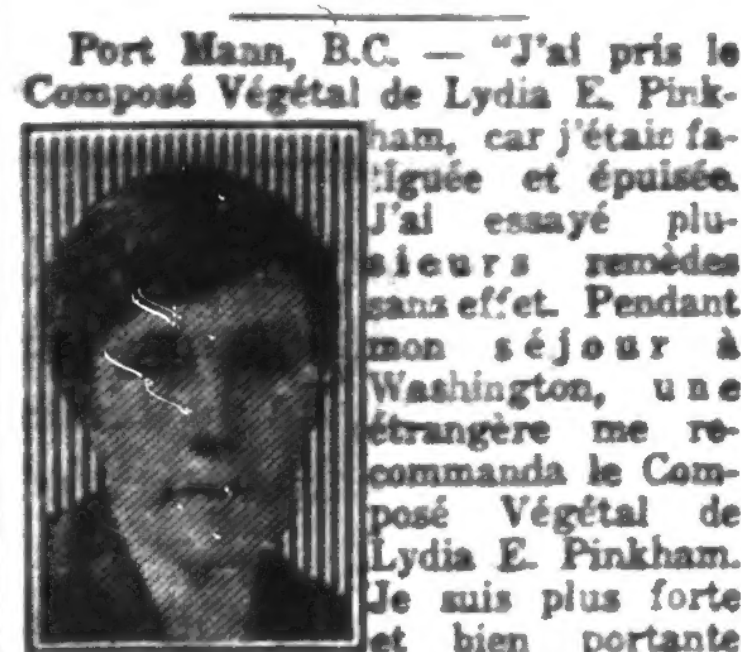 Port Mann, B.C. — "J'ai pris le
Composé Végétal de Lydia E. Pink-
ham, car j'étais fa-
tiguée et épuisée.
J'ai essayé plu-
sieurs remèdes
sans effet. Pendant
mon séjour à
Washington, une
étrangère me re-
commanda le Com-
posé Végétal de
Lydia E. Pinkham.
Je suis plus forte
et bien portante